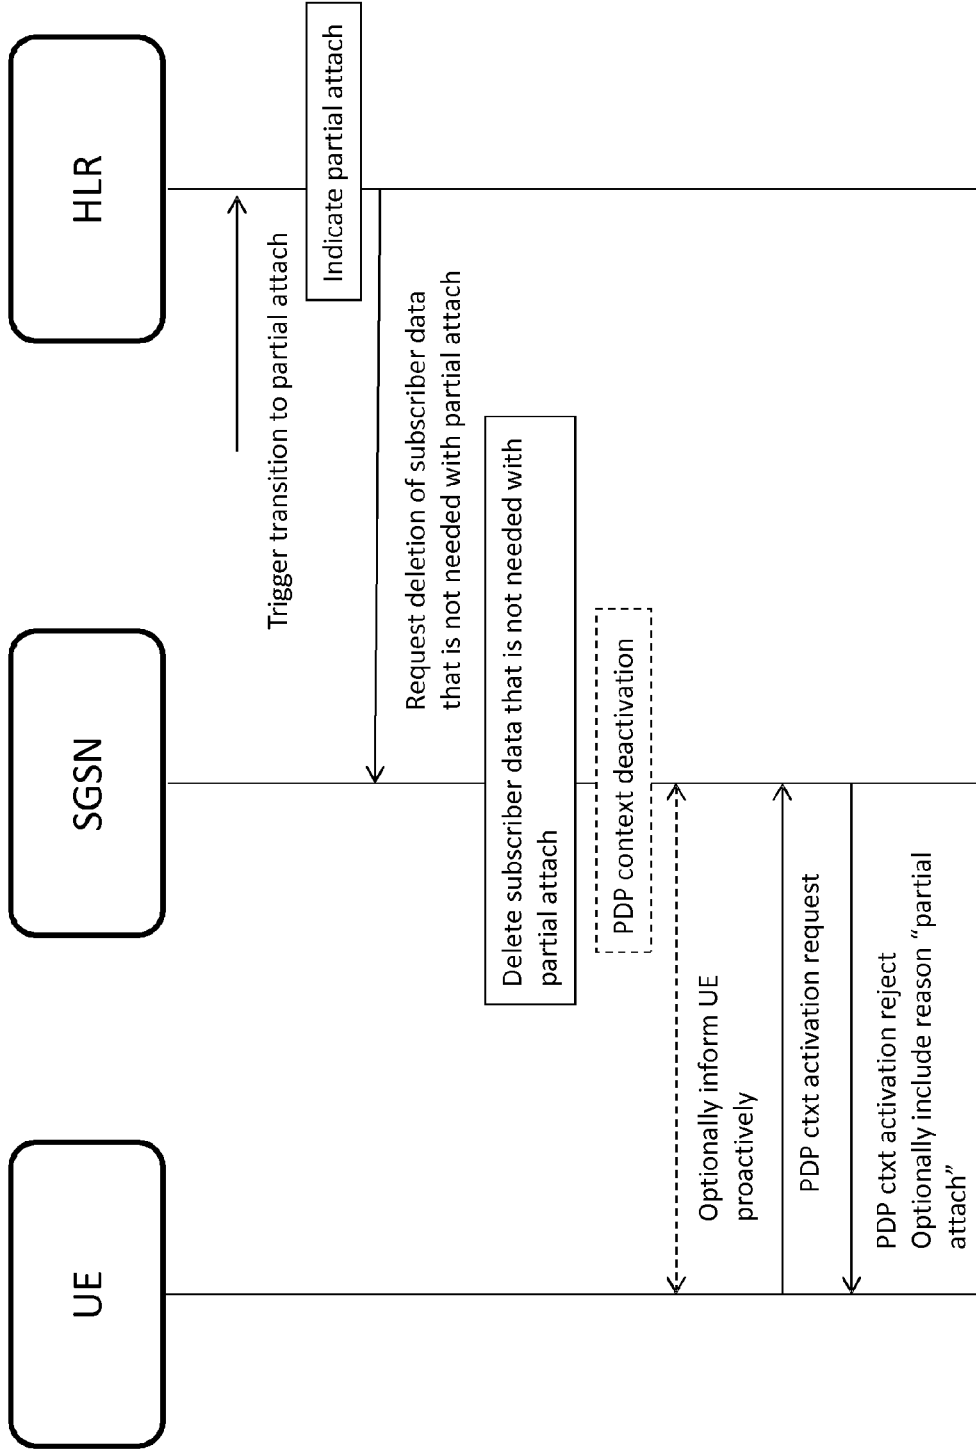 UE
SGSN
HLR
Trigger transition to partial attach
Indicate partial attach
Request deletion of subscriber data
that is not needed with partial attach
Delete subscriber data that is not needed with
partial attach
PDP context deactivation
Optionally inform UE
proactively
PDP ctxt activation request
PDP ctxt activation reject
Optionally include reason “partial
attach”